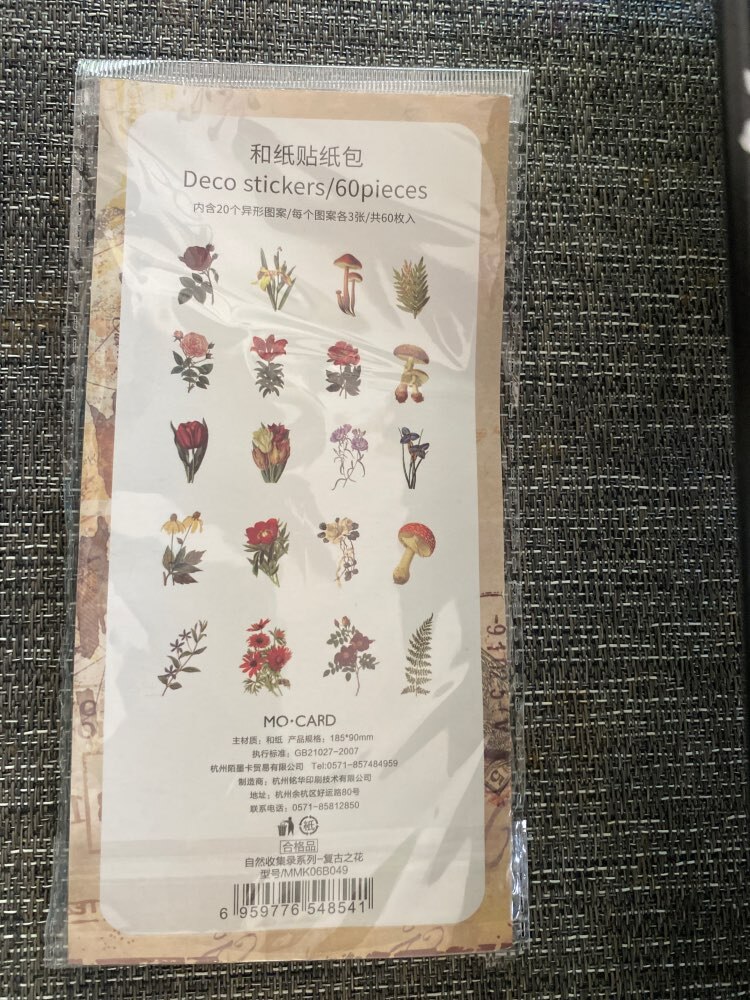 和纸贴纸包
Deco stickers/60pieces
内含20个异形图案/每个图案各3张/共60枚入
MO·CARD
主材质：和纸 产品规格：185*90mm
执行标准：GB21027-2007
杭州陌墨卡贸易有限公司 Tel:0571-857484959
制造商：杭州铭华印刷技术有限公司
地址：杭州余杭区好运路80号
联系电话：0571-85812850
紙
合格品
自然收集录系列-复古之花
型号/MMK06B049
6 959776 548541